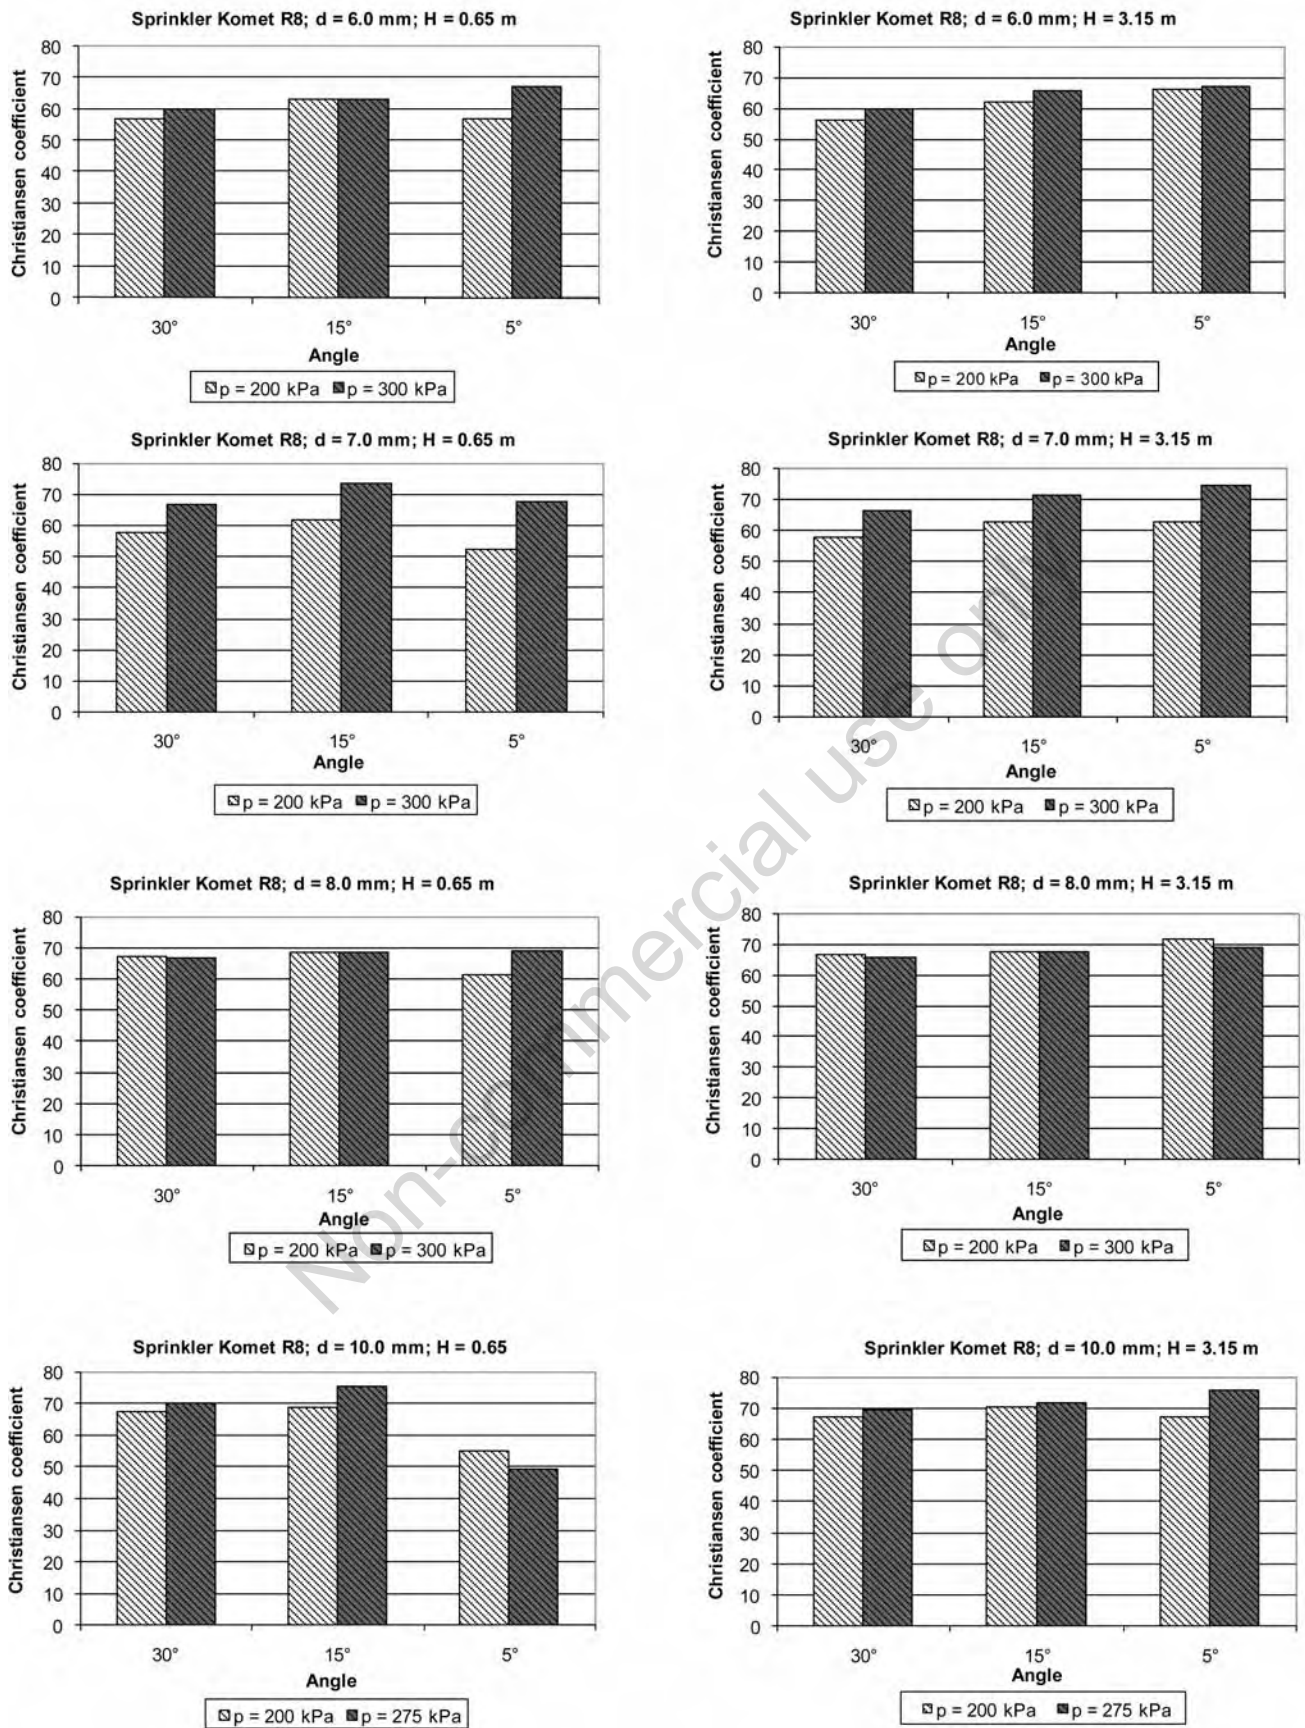 Sprinkler Komet R8; d = 6.0 mm; H = 0.65 m
Christiansen coefficient
80
70
60
50
40
30
20
10
0
30° 15° 5°
Angle
p = 200 kPa p = 300 kPa
Sprinkler Komet R8; d = 6.0 mm; H = 3.15 m
Christiansen coefficient
80
70
60
50
40
30
20
10
0
30° 15° 5°
Angle
p = 200 kPa p = 300 kPa
Sprinkler Komet R8; d = 7.0 mm; H = 0.65 m
Christiansen coefficient
80
70
60
50
40
30
20
10
0
30° 15° 5°
Angle
p = 200 kPa p = 300 kPa
Sprinkler Komet R8; d = 7.0 mm; H = 3.15 m
Christiansen coefficient
80
70
60
50
40
30
20
10
0
30° 15° 5°
Angle
p = 200 kPa p = 300 kPa
Sprinkler Komet R8; d = 8.0 mm; H = 0.65 m
Christiansen coefficient
80
70
60
50
40
30
20
10
0
30° 15° 5°
Angle
p = 200 kPa p = 300 kPa
Sprinkler Komet R8; d = 8.0 mm; H = 3.15 m
Christiansen coefficient
80
70
60
50
40
30
20
10
0
30° 15° 5°
Angle
p = 200 kPa p = 300 kPa
Sprinkler Komet R8; d = 10.0 mm; H = 0.65
Christiansen coefficient
80
70
60
50
40
30
20
10
0
30° 15° 5°
Angle
p = 200 kPa p = 275 kPa
Sprinkler Komet R8; d = 10.0 mm; H = 3.15 m
Christiansen coefficient
80
70
60
50
40
30
20
10
0
30° 15° 5°
Angle
p = 200 kPa p = 275 kPa
Non-commercial use only